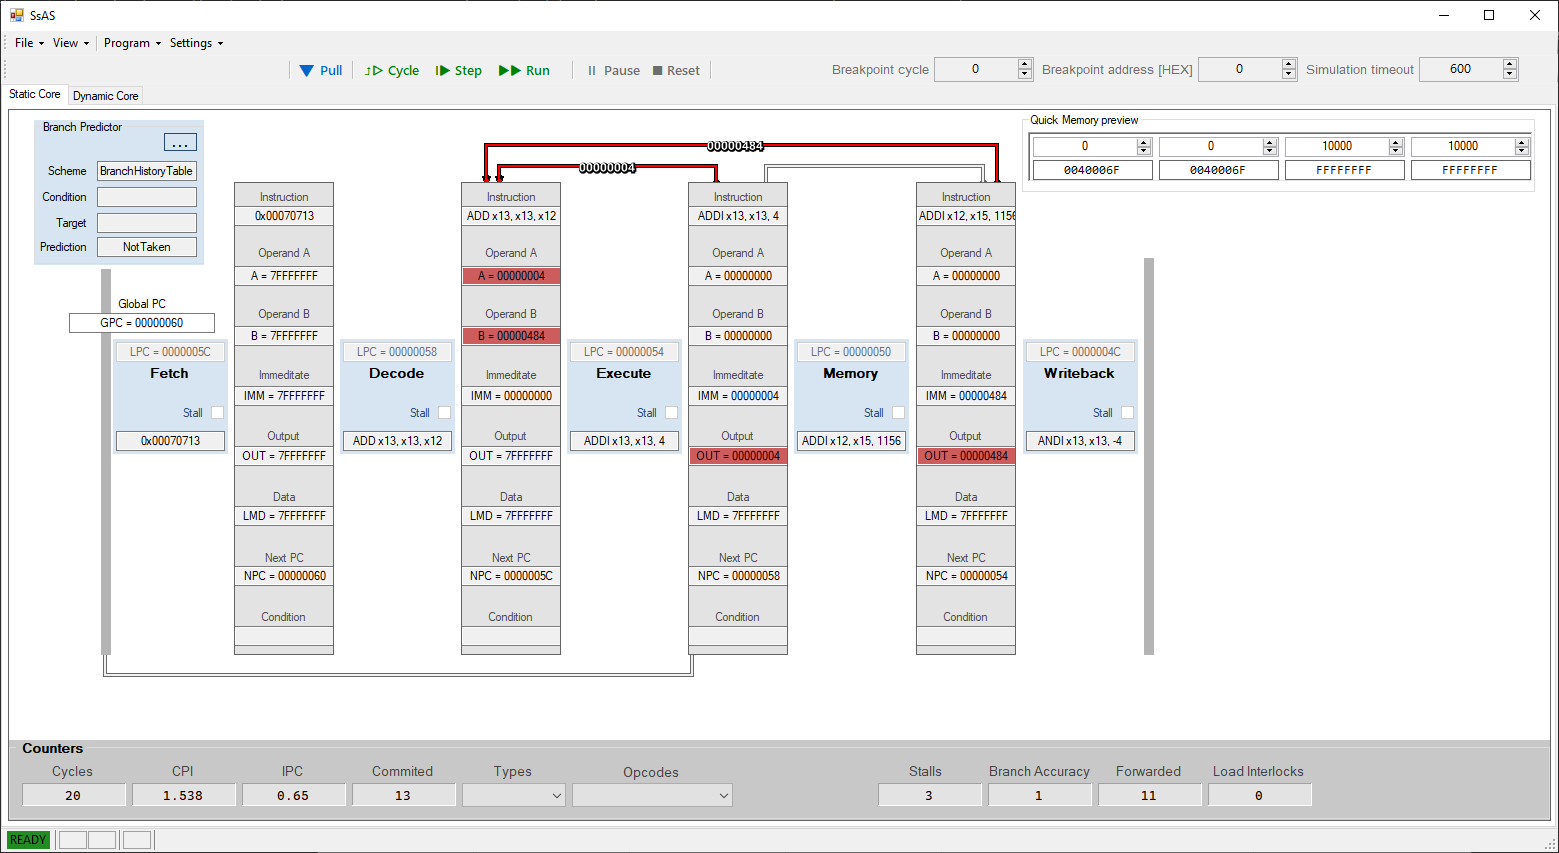 SsAS
File View Program Settings
Pull Cycle Step Run Pause Reset Breakpoint cycle 0 Breakpoint address [HEX] 0 Simulation timeout 600
Static Core Dynamic Core
Branch Predictor
...
Scheme BranchHistoryTable
Condition
Target
Prediction NotTaken
Quick Memory preview
0 0 10000 10000
0040006F 0040006F FFFFFFFF FFFFFFFF
00000484
00000004
Global PC
GPC = 00000060
LPC = 0000005C
Fetch
Stall
0x00070713
Instruction
0x00070713
Operand A
A = 7FFFFFFF
Operand B
B = 7FFFFFFF
Immeditate
IMM = 7FFFFFFF
Output
OUT = 7FFFFFFF
Data
LMD = 7FFFFFFF
Next PC
NPC = 00000060
Condition
LPC = 00000058
Decode
Stall
ADD x13, x13, x12
Instruction
ADD x13, x13, x12
Operand A
A = 00000004
Operand B
B = 00000484
Immeditate
IMM = 00000000
Output
OUT = 7FFFFFFF
Data
LMD = 7FFFFFFF
Next PC
NPC = 0000005C
Condition
LPC = 00000054
Execute
Stall
ADDI x13, x13, 4
Instruction
ADDI x13, x13, 4
Operand A
A = 00000000
Operand B
B = 00000000
Immeditate
IMM = 00000004
Output
OUT = 00000004
Data
LMD = 7FFFFFFF
Next PC
NPC = 00000058
Condition
LPC = 00000050
Memory
Stall
ADDI x12, x15, 1156
Instruction
ADDI x12, x15, 1156
Operand A
A = 00000000
Operand B
B = 00000000
Immeditate
IMM = 00000484
Output
OUT = 00000484
Data
LMD = 7FFFFFFF
Next PC
NPC = 00000054
Condition
LPC = 0000004C
Writeback
Stall
ANDI x13, x13, -4
Counters
Cycles CPI IPC Commited Types Opcodes Stalls Branch Accuracy Forwarded Load Interlocks
20 1.538 0.65 13 3 1 11 0
READY